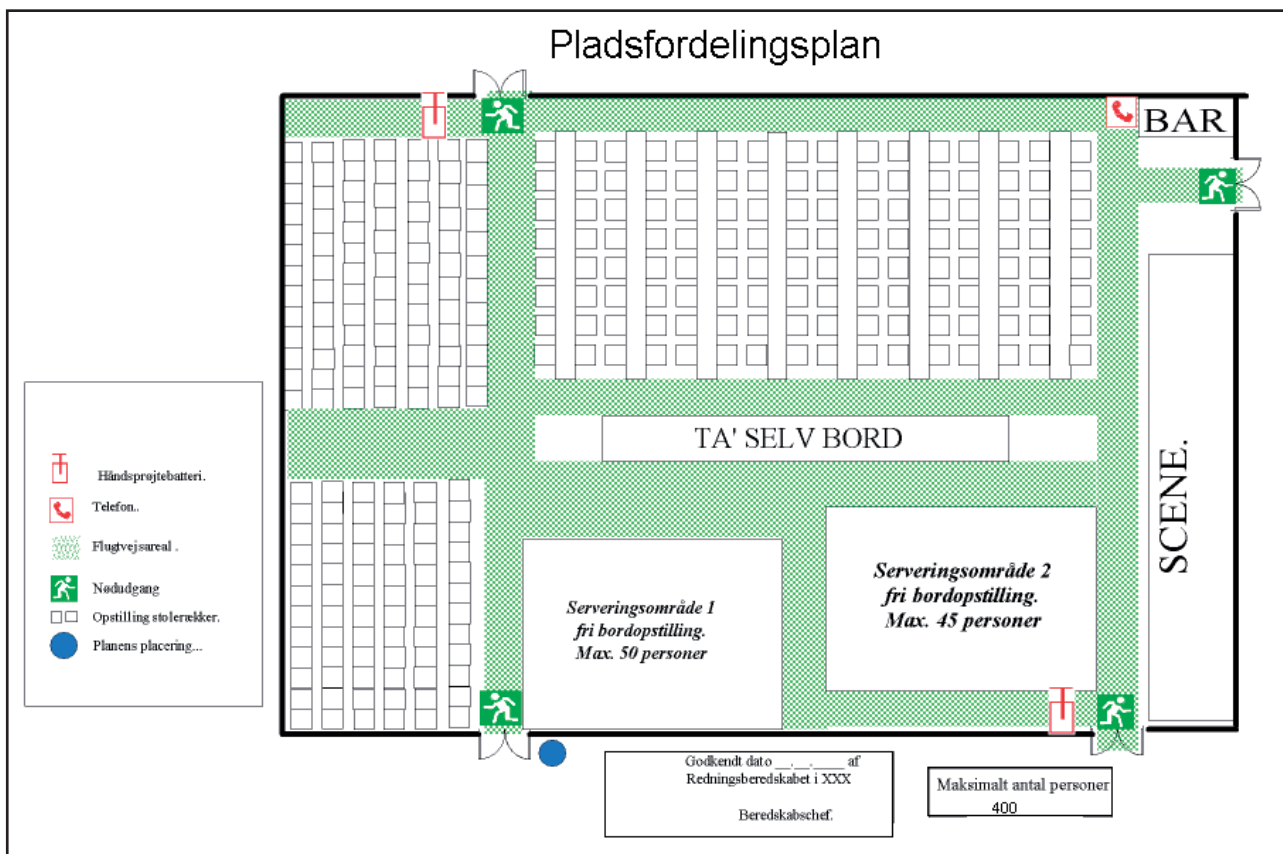 Pladsfordelingsplan
BAR
TA' SELV BORD
SCENE.
Serveringsområde 1
fri bordopstilling.
Max. 50 personer
Serveringsområde 2
fri bordopstilling.
Max. 45 personer
Håndsprøjtebatteri.
Telefon..
Flugtvejsareal .
Nødudgang
Opstilling stolerækker.
Planens placering...
Godkendt dato __.__.____ af
Redningsberedskabet i XXX
Beredskabschef.
Maksimalt antal personer
400